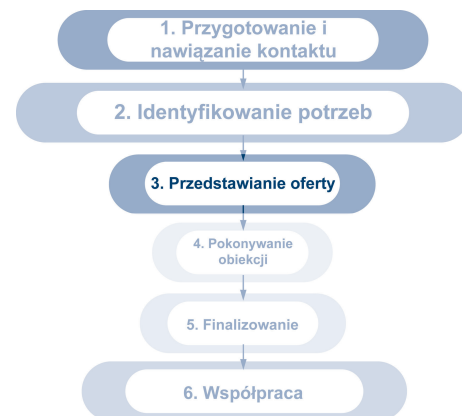 1. Przygotowanie i
nawiązanie kontaktu
2. Identyfikowanie potrzeb
3. Przedstawianie oferty
4. Pokonywanie
obiekcji
5. Finalizowanie
6. Współpraca